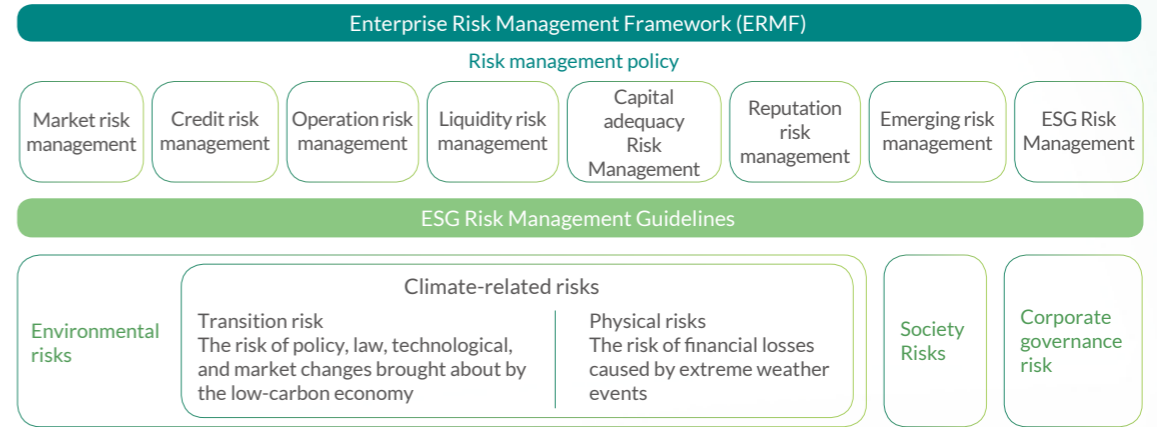 Enterprise Risk Management Framework (ERMF)
Risk management policy
Market risk
management
Credit risk
management
Operation risk
management
Liquidity risk
management
Capital
adequacy
Risk
Management
Reputation
risk
management
Emerging risk
management
ESG Risk
Management
ESG Risk Management Guidelines
Environmental
risks
Climate-related risks
Transition risk
The risk of policy, law, technological,
and market changes brought about by
the low-carbon economy
Physical risks
The risk of financial losses
caused by extreme weather
events
Society
Risks
Corporate
governance
risk